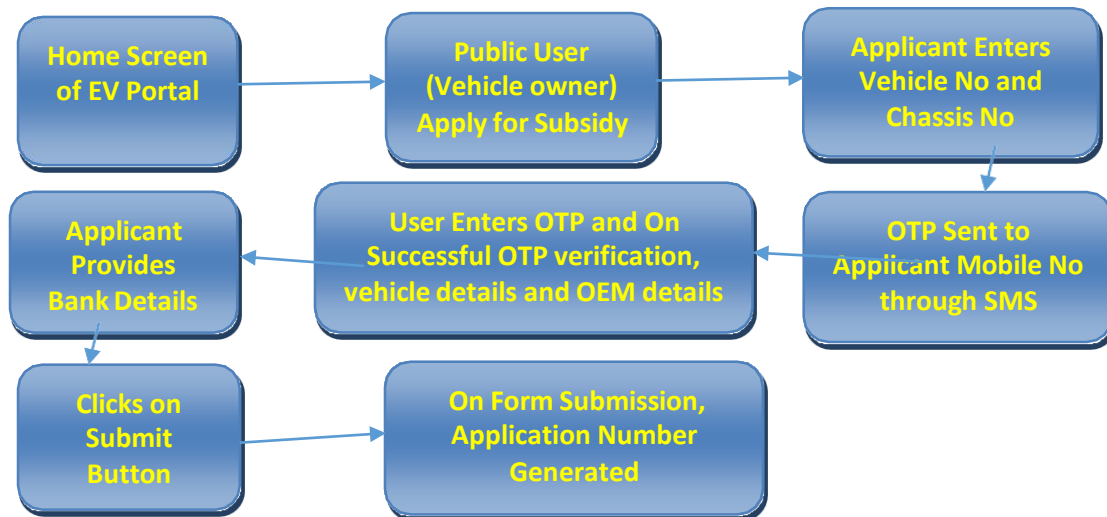 Home Screen
of EV Portal
Public User
(Vehicle owner)
Apply for Subsidy
Applicant Enters
Vehicle No and
Chassis No
OTP Sent to
Applicant Mobile No
through SMS
User Enters OTP and On
Successful OTP verification,
vehicle details and OEM details
Applicant
Provides
Bank Details
Clicks on
Submit
Button
On Form Submission,
Application Number
Generated